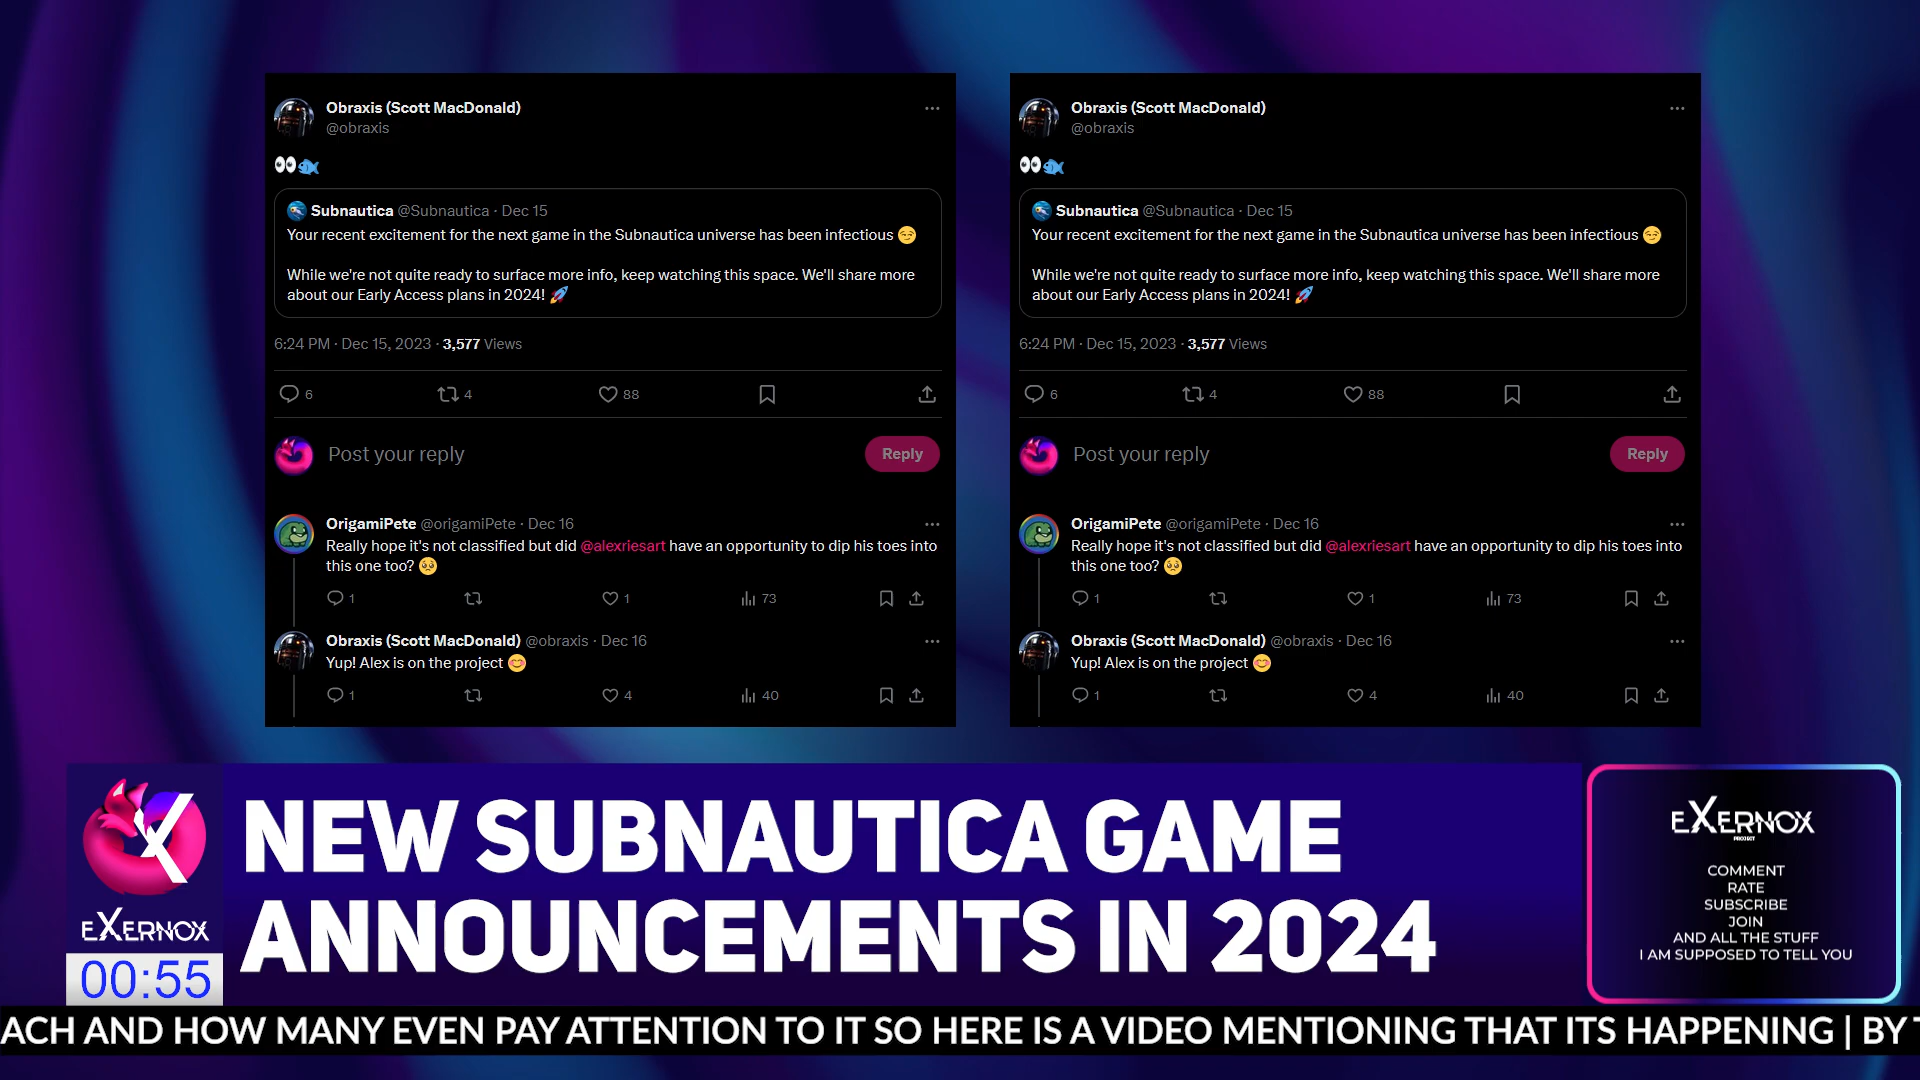 Obraxis (Scott MacDonald)
@obraxis
👀🐟
Subnautica @Subnautica · Dec 15
Your recent excitement for the next game in the Subnautica universe has been infectious 😏
While we're not quite ready to surface more info, keep watching this space. We'll share more
about our Early Access plans in 2024! 🚀
6:24 PM · Dec 15, 2023 · 3,577 Views
6 4 88
Post your reply Reply
OrigamiPete @origamiPete · Dec 16
Really hope it's not classified but did @alexriesart have an opportunity to dip his toes into
this one too? 🥺
1 1 73
Obraxis (Scott MacDonald) @obraxis · Dec 16
Yup! Alex is on the project 😊
1 4 40
Obraxis (Scott MacDonald)
@obraxis
👀🐟
Subnautica @Subnautica · Dec 15
Your recent excitement for the next game in the Subnautica universe has been infectious 😏
While we're not quite ready to surface more info, keep watching this space. We'll share more
about our Early Access plans in 2024! 🚀
6:24 PM · Dec 15, 2023 · 3,577 Views
6 4 88
Post your reply Reply
OrigamiPete @origamiPete · Dec 16
Really hope it's not classified but did @alexriesart have an opportunity to dip his toes into
this one too? 🥺
1 1 73
Obraxis (Scott MacDonald) @obraxis · Dec 16
Yup! Alex is on the project 😊
1 4 40
X
EXERNOX
00:55
NEW SUBNAUTICA GAME
ANNOUNCEMENTS IN 2024
EXERNOX
PROJECT
COMMENT
RATE
SUBSCRIBE
JOIN
AND ALL THE STUFF
I AM SUPPOSED TO TELL YOU
ACH AND HOW MANY EVEN PAY ATTENTION TO IT SO HERE IS A VIDEO MENTIONING THAT ITS HAPPENING | BY